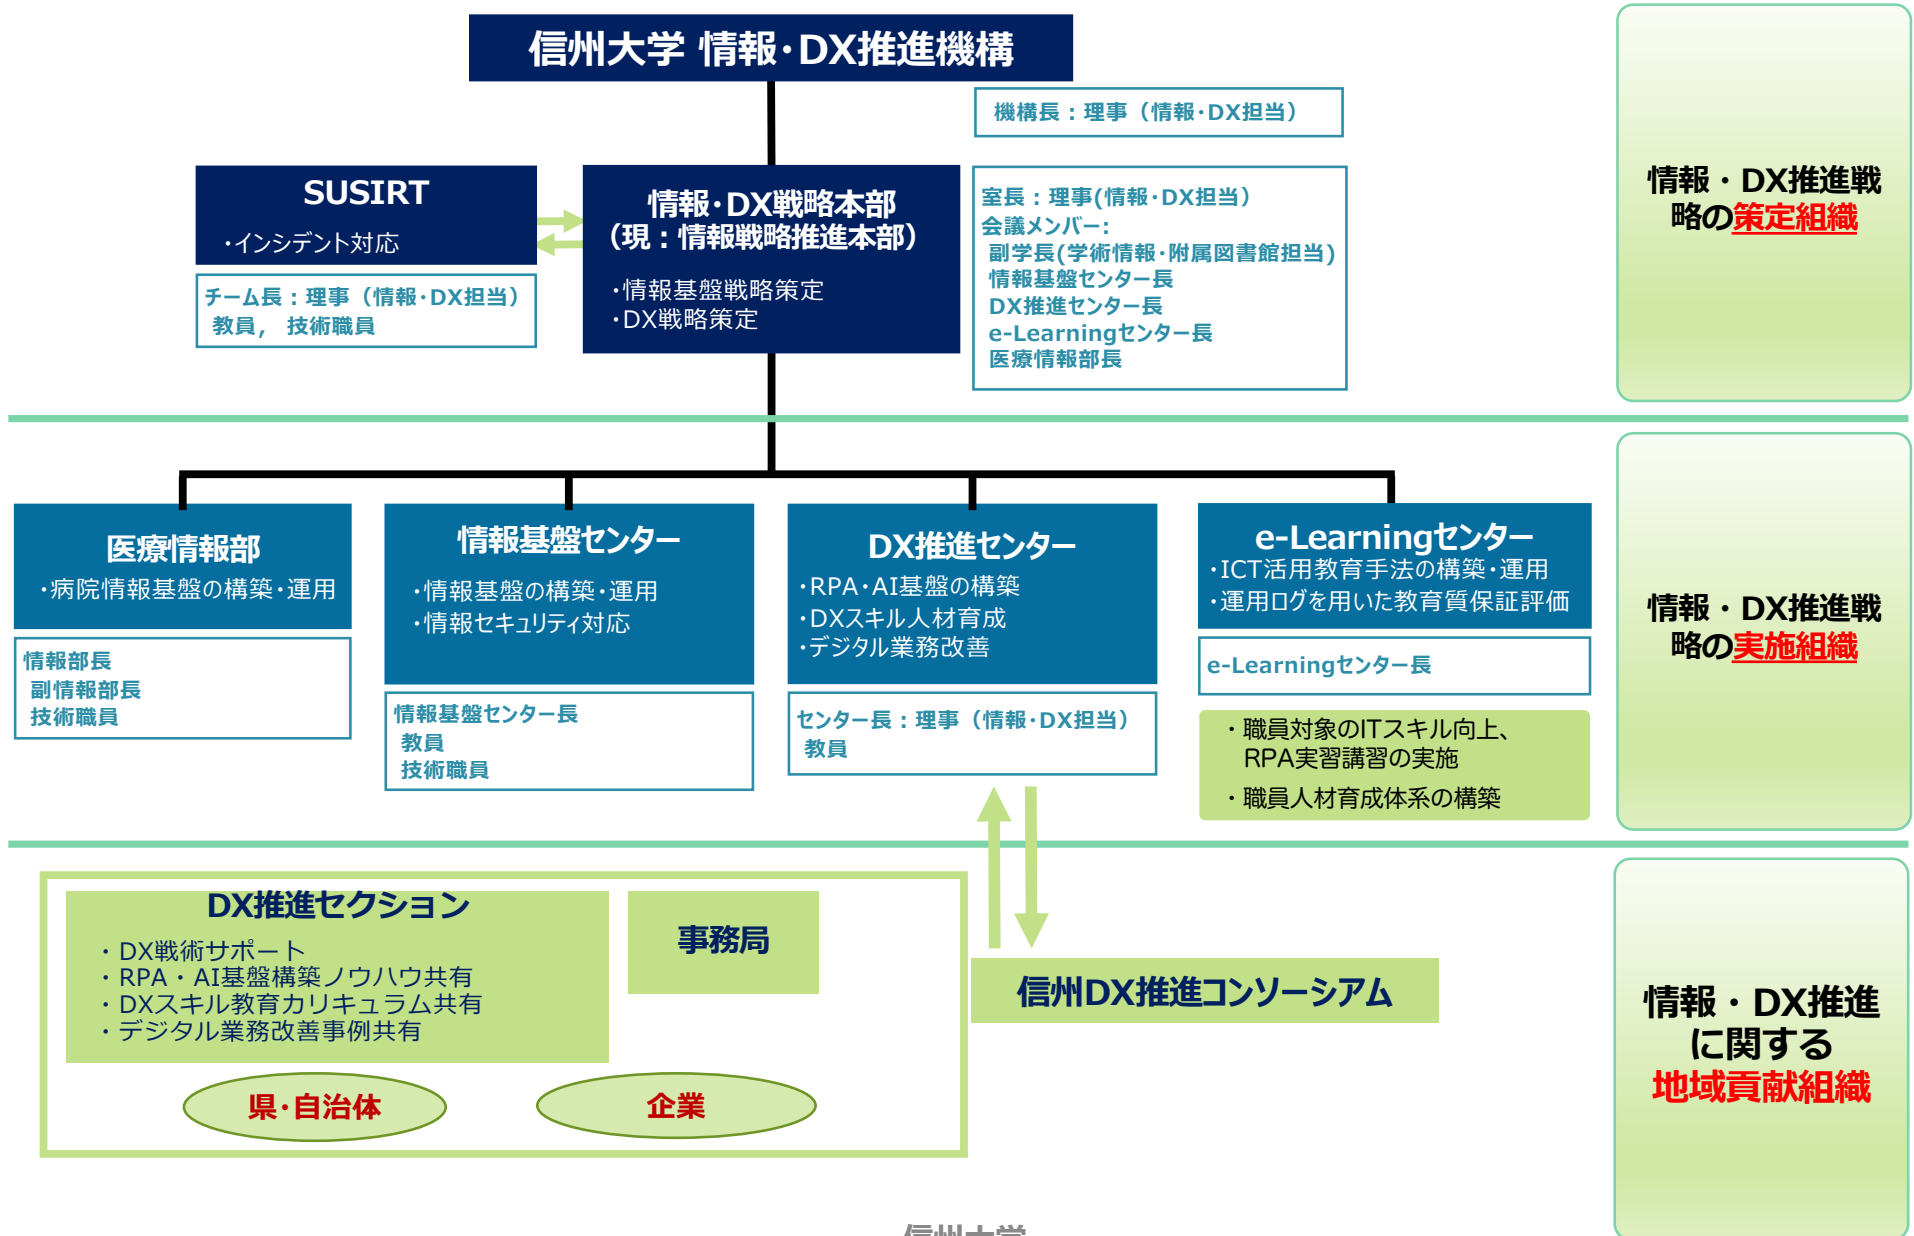 信州大学 情報・DX推進機構
機構長：理事（情報・DX担当）
SUSIRT
・インシデント対応
チーム長：理事（情報・DX担当）
教員， 技術職員
情報・DX戦略本部
（現：情報戦略推進本部）
・情報基盤戦略策定
・DX戦略策定
室長：理事(情報・DX担当）
会議メンバー:
副学長(学術情報・附属図書館担当)
情報基盤センター長
DX推進センター長
e-Learningセンター長
医療情報部長
情報・DX推進戦
略の策定組織
医療情報部
・病院情報基盤の構築・運用
情報部長
副情報部長
技術職員
情報基盤センター
・情報基盤の構築・運用
・情報セキュリティ対応
情報基盤センター長
教員
技術職員
DX推進センター
・RPA・AI基盤の構築
・DXスキル人材育成
・デジタル業務改善
センター長：理事（情報・DX担当）
教員
e-Learningセンター
・ICT活用教育手法の構築・運用
・運用ログを用いた教育質保証評価
e-Learningセンター長
・職員対象のITスキル向上、
RPA実習講習の実施
・職員人材育成体系の構築
情報・DX推進戦
略の実施組織
DX推進セクション
・DX戦術サポート
・RPA・AI基盤構築ノウハウ共有
・DXスキル教育カリキュラム共有
・デジタル業務改善事例共有
事務局
県・自治体
企業
信州DX推進コンソーシアム
情報・DX推進
に関する
地域貢献組織
信州大学